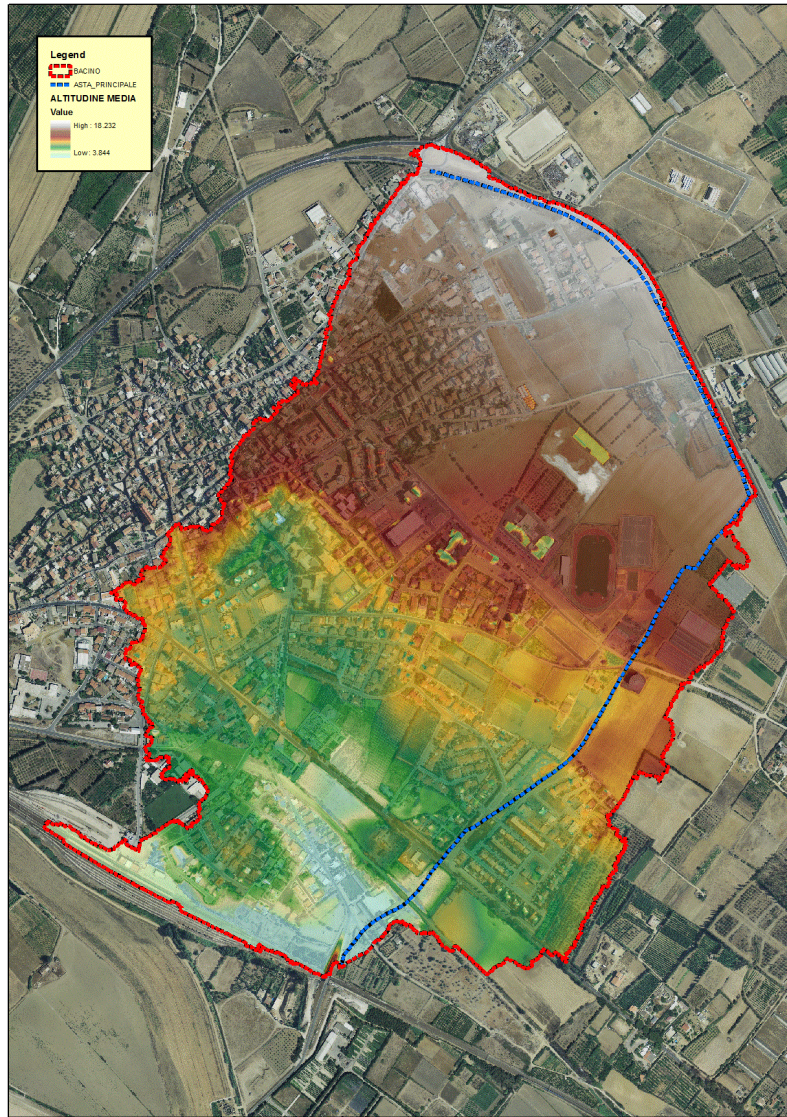 Legend
BACINO
ASTA_PRINCIPALE
ALTITUDINE MEDIA
Value
High : 18.232
Low : 3.844